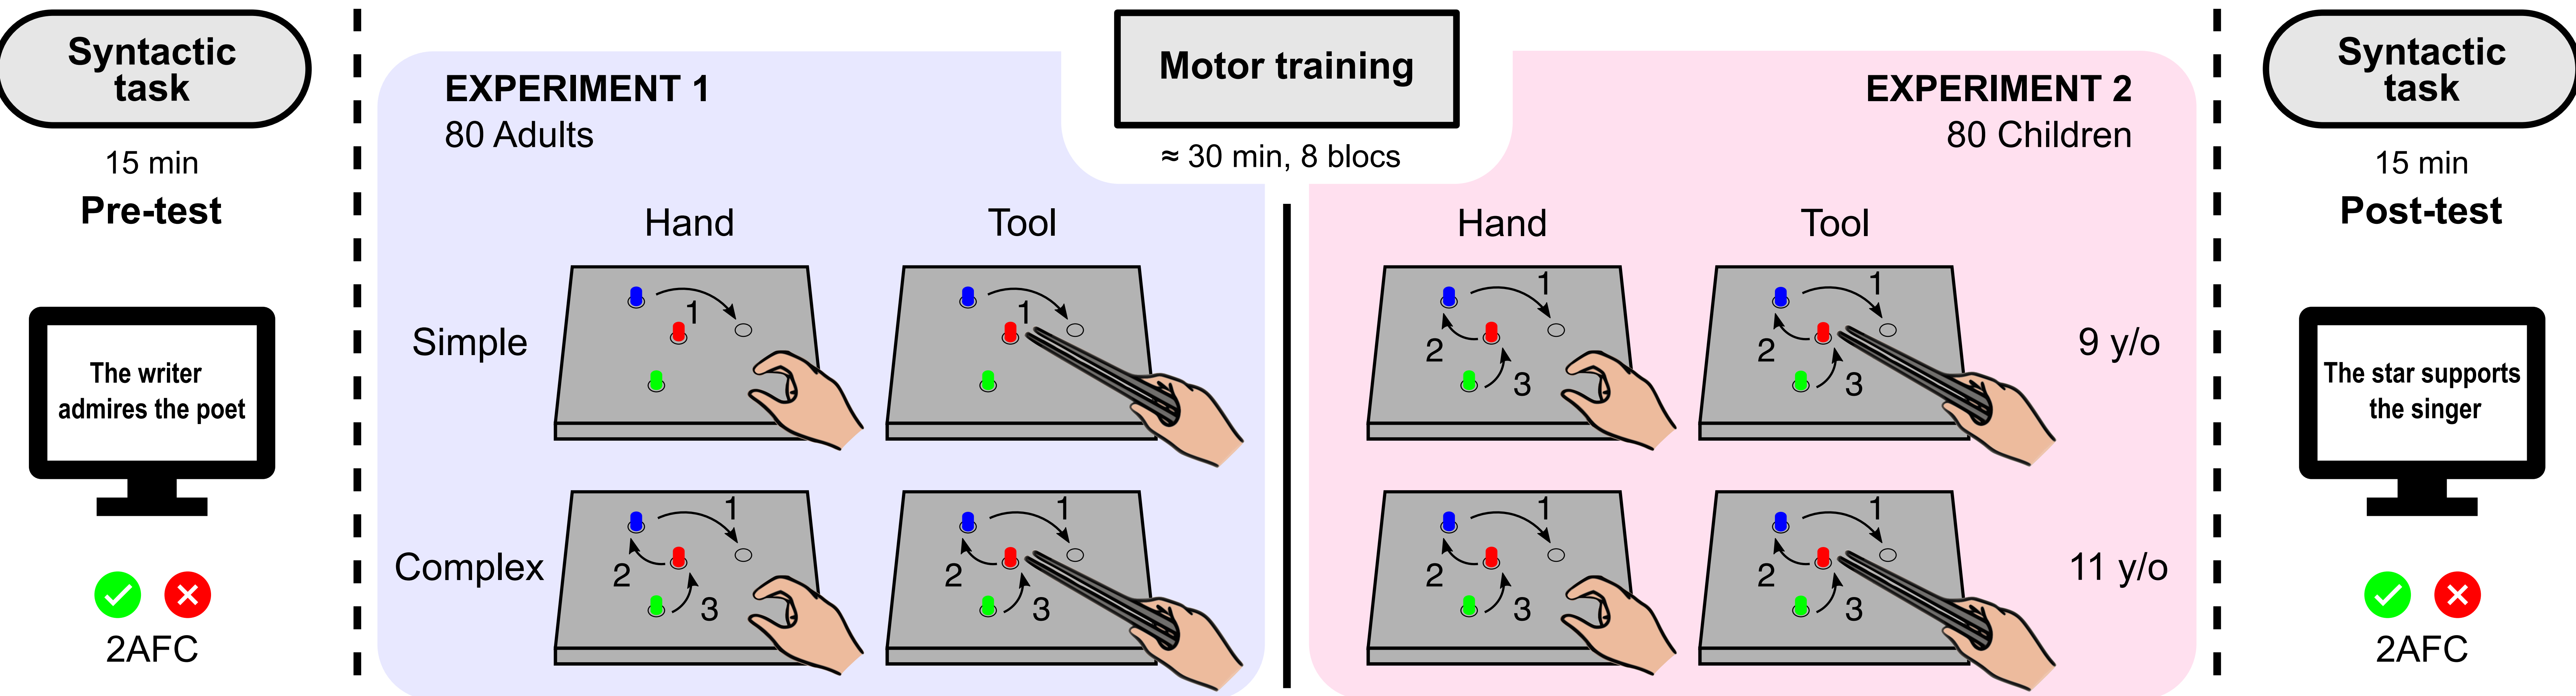 Syntactic
task
15 min
Pre-test
The writer
admires the poet
2AFC
EXPERIMENT 1
80 Adults
Motor training
≈ 30 min, 8 blocs
EXPERIMENT 2
80 Children
Hand
Tool
Simple
1
1
Complex
1
2
3
1
2
3
Hand
Tool
1
2
3
1
2
3
9 y/o
1
2
3
1
2
3
11 y/o
Syntactic
task
15 min
Post-test
The star supports
the singer
2AFC